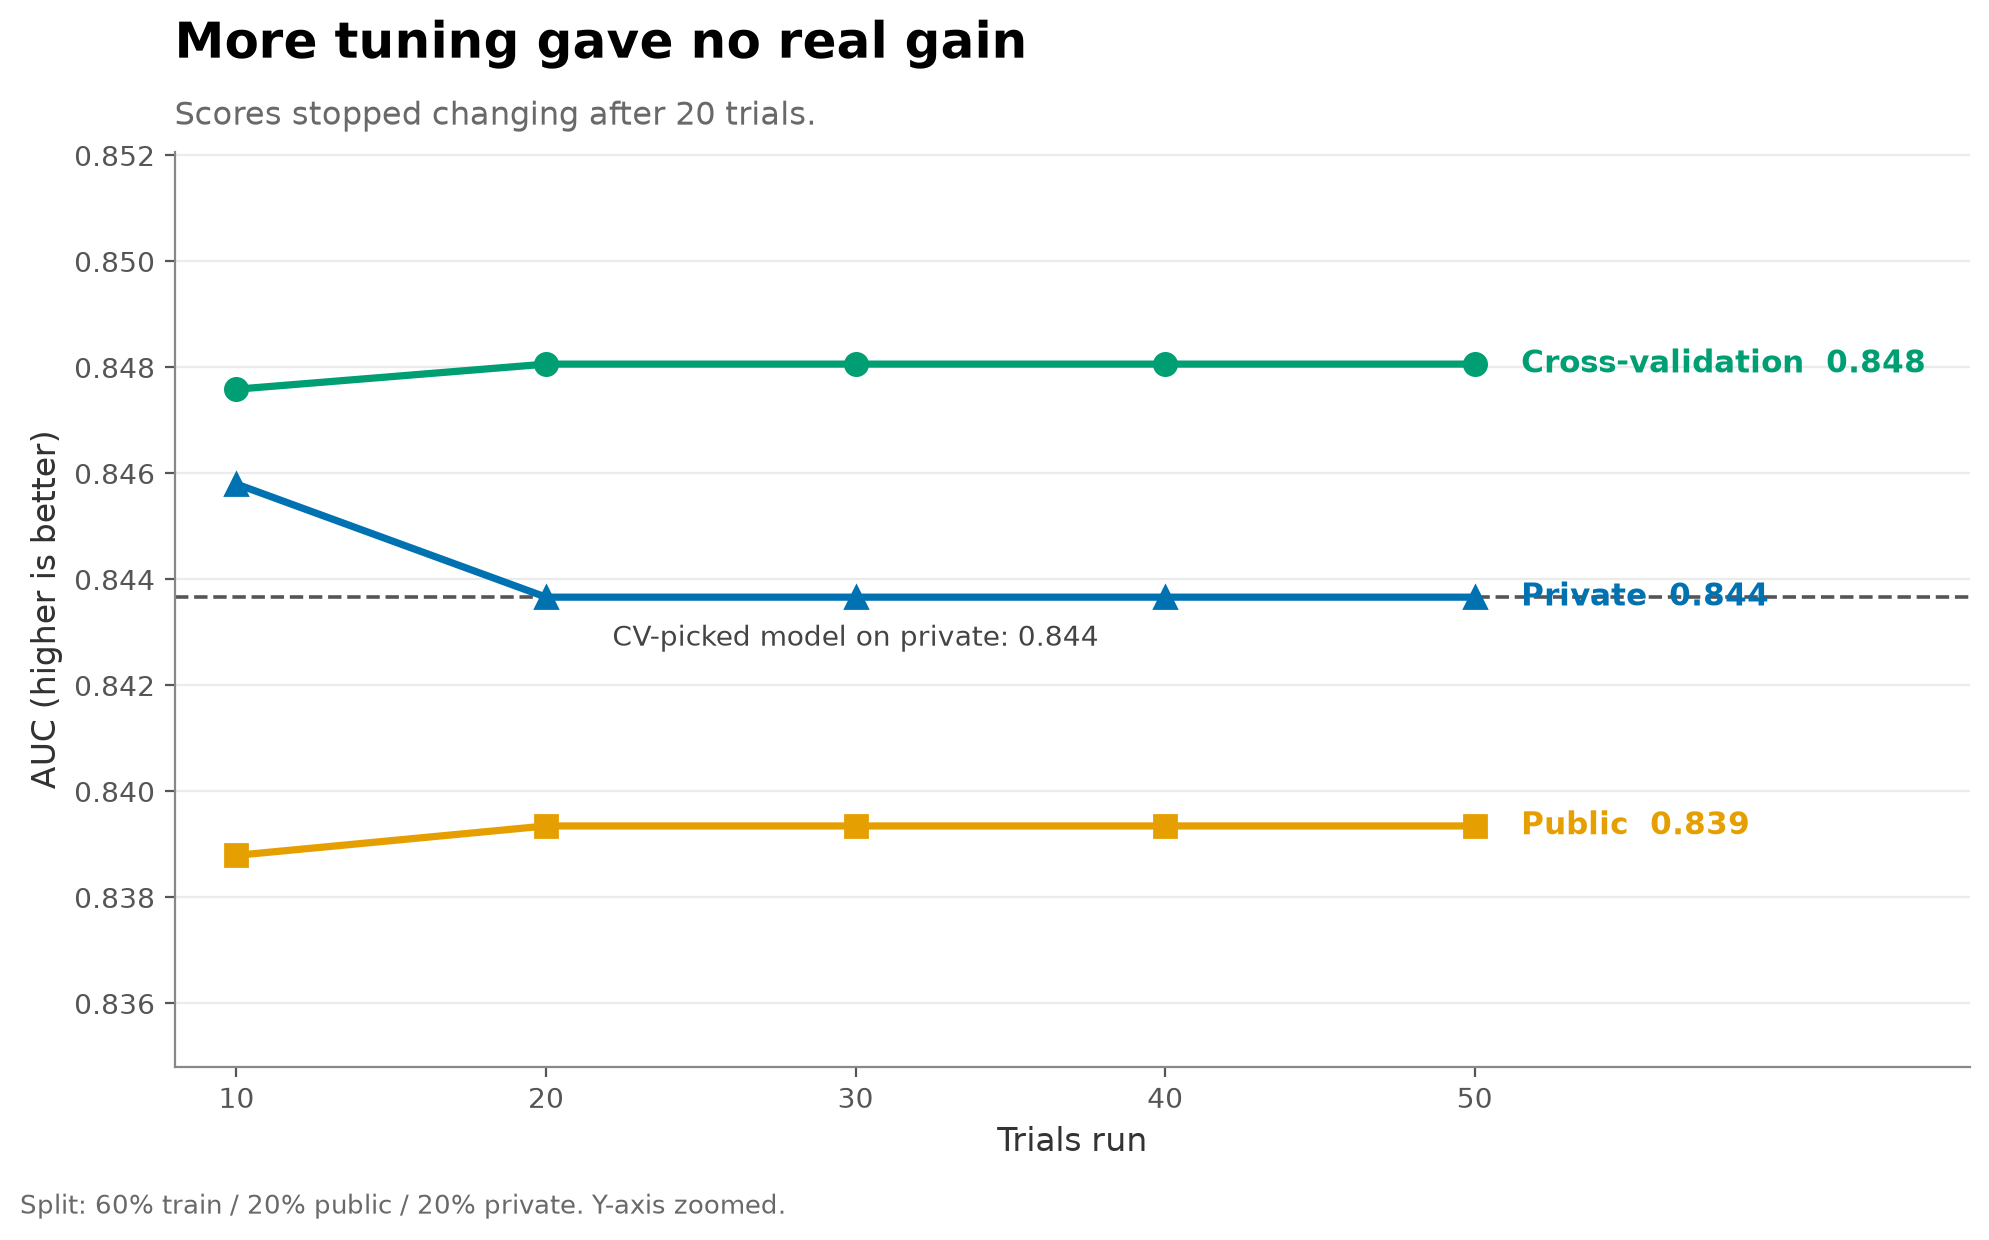 More tuning gave no real gain
Scores stopped changing after 20 trials.
0.852
0.850
0.848
0.846
0.844
0.842
0.840
0.838
0.836
AUC (higher is better)
Cross-validation 0.848
Private 0.844
CV-picked model on private: 0.844
Public 0.839
10 20 30 40 50
Trials run
Split: 60% train / 20% public / 20% private. Y-axis zoomed.